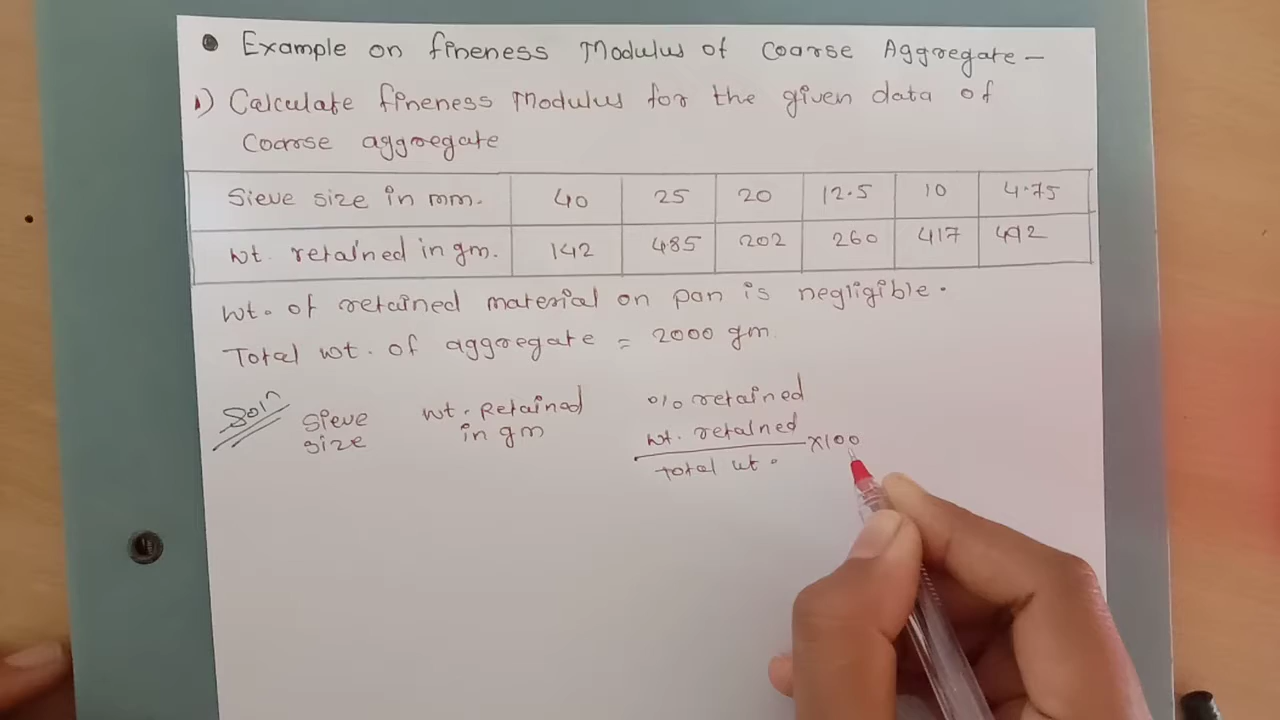 Example on fineness Modulus of Coarse Aggregate –
1) Calculate fineness Modulus for the given data of
Coarse aggregate
Sieve size in mm. 40 25 20 12.5 10 4.75
wt. retained in gm. 142 485 202 260 417 492
wt. of retained material on pan is negligible.
Total wt. of aggregate = 2000 gm.
Soln
Sieve size
wt. Retained in gm
% retained
wt. retained
total wt.
×100